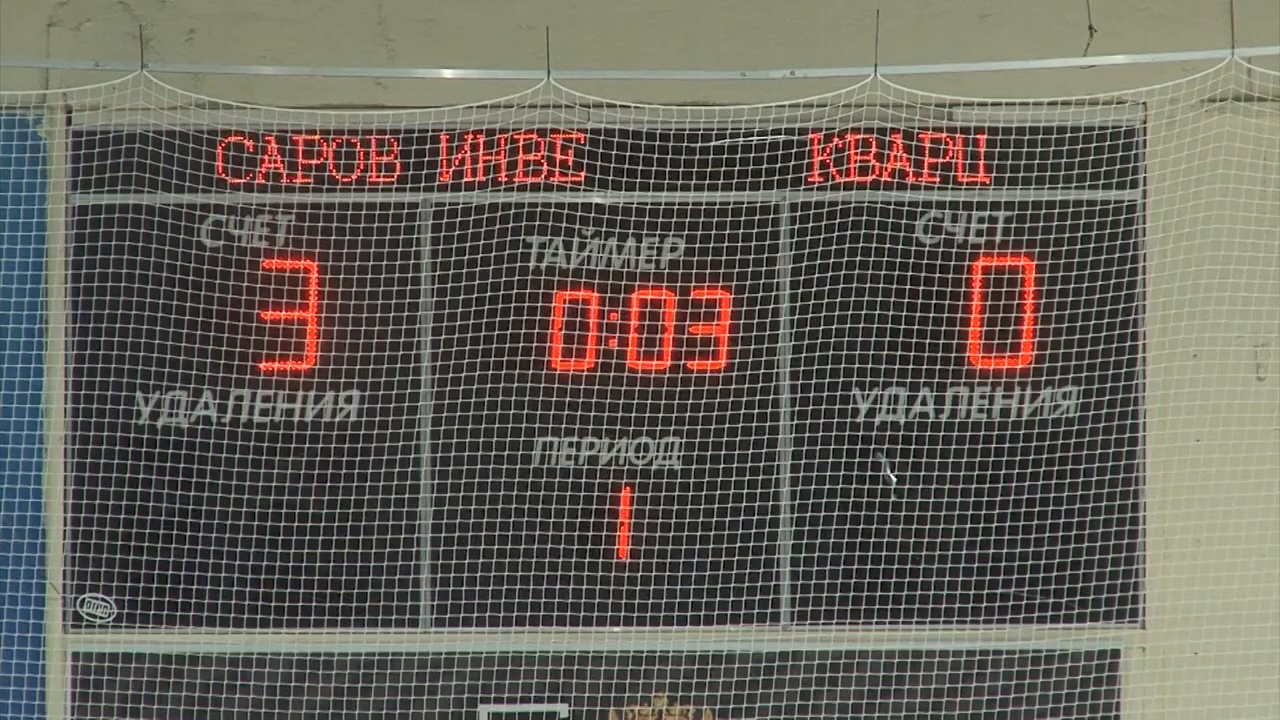 САРОВ ИНВЕ КВАРЦ
СЧЕТ ТАЙМЕР СЧЕТ
3 0:03 0
УДАЛЕНИЯ УДАЛЕНИЯ
ПЕРИОД
1